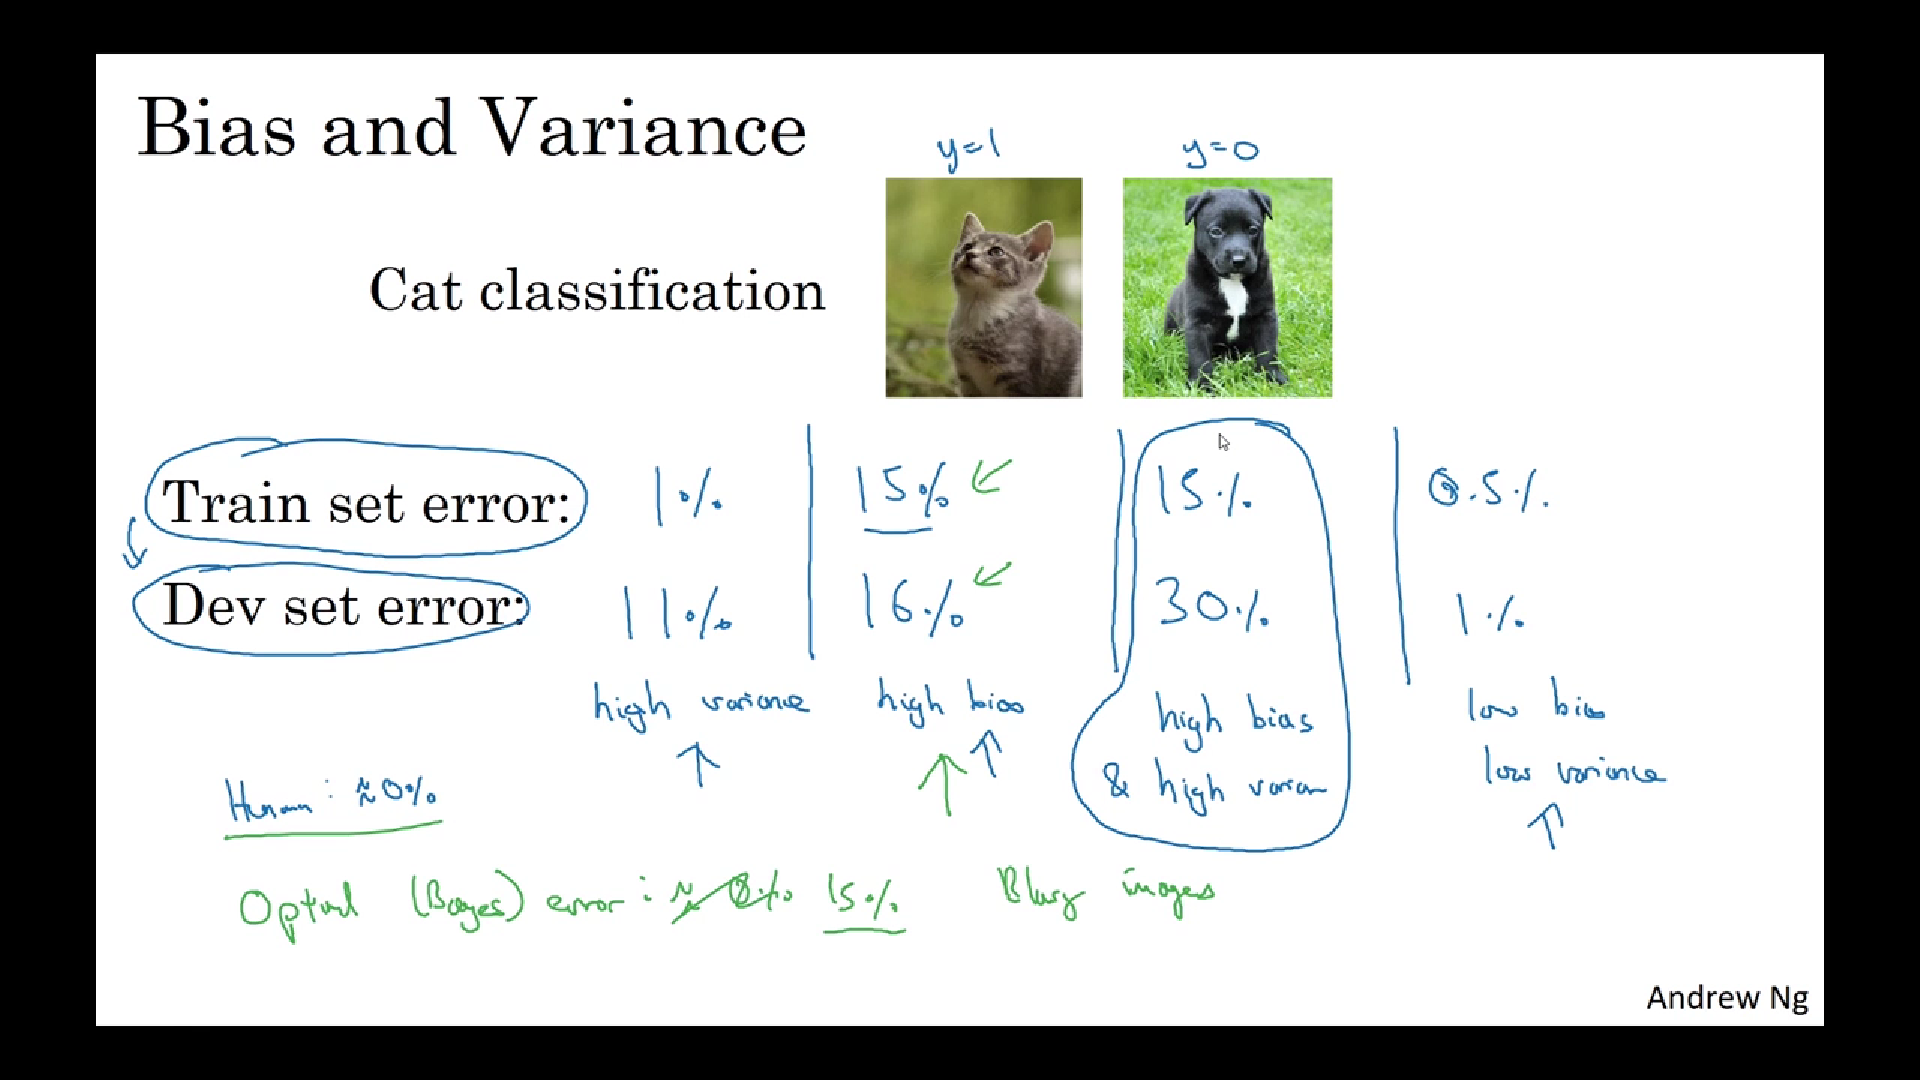 Bias and Variance
y=1 y=0
Cat classification
Train set error: 1% 15% 15% 0.5%
Dev set error: 11% 16% 30% 1%
high variance high bias high bias low bias
& high varian low variance
Human: ≈0%
Optimal (Bayes) error: ≈ 0% 15% Blurry images
Andrew Ng